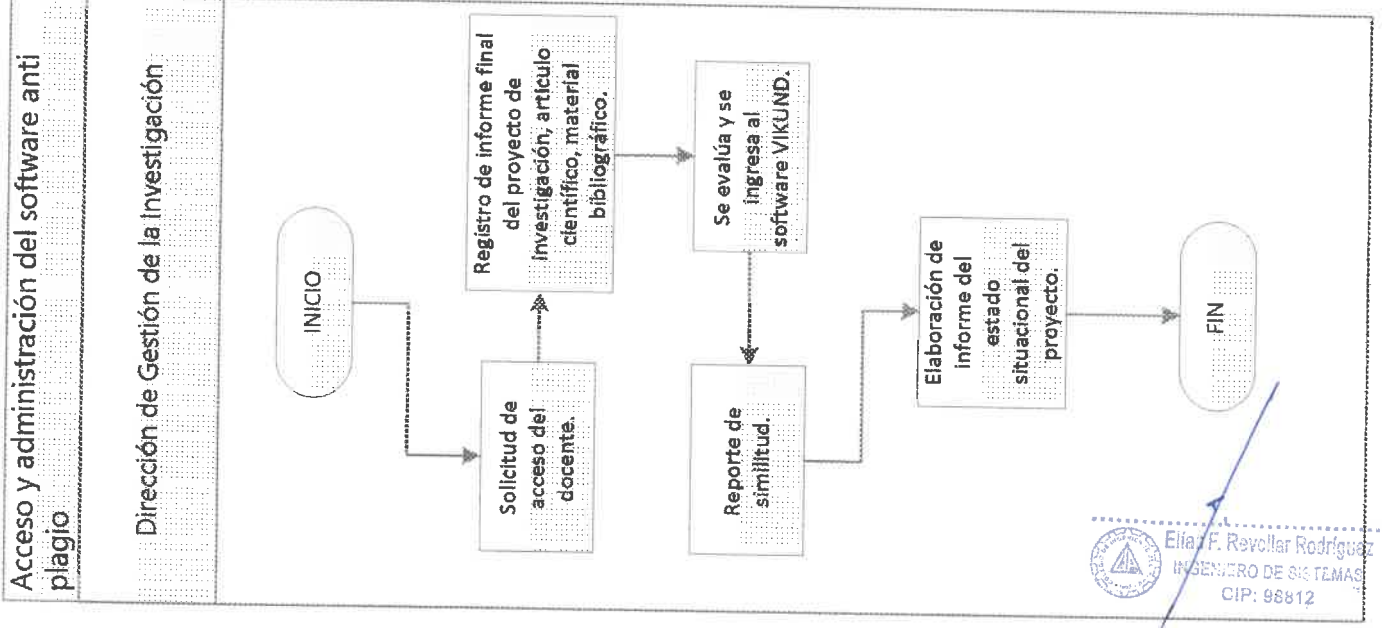 Acceso y administración del software anti
plagio
Dirección de Gestión de la Investigación
INICIO
Solicitud de
acceso del
docente.
Registro de informe final
del proyecto de
investigación, artículo
científico, material
bibliográfico.
Se evalúa y se
ingresa al
software VIKUND.
Reporte de
similitud.
Elaboración de
informe del
estado
situacional del
proyecto.
FIN
F. Revollar Rodríguez
INGENIERO DE SISTEMAS
CIP: 98812